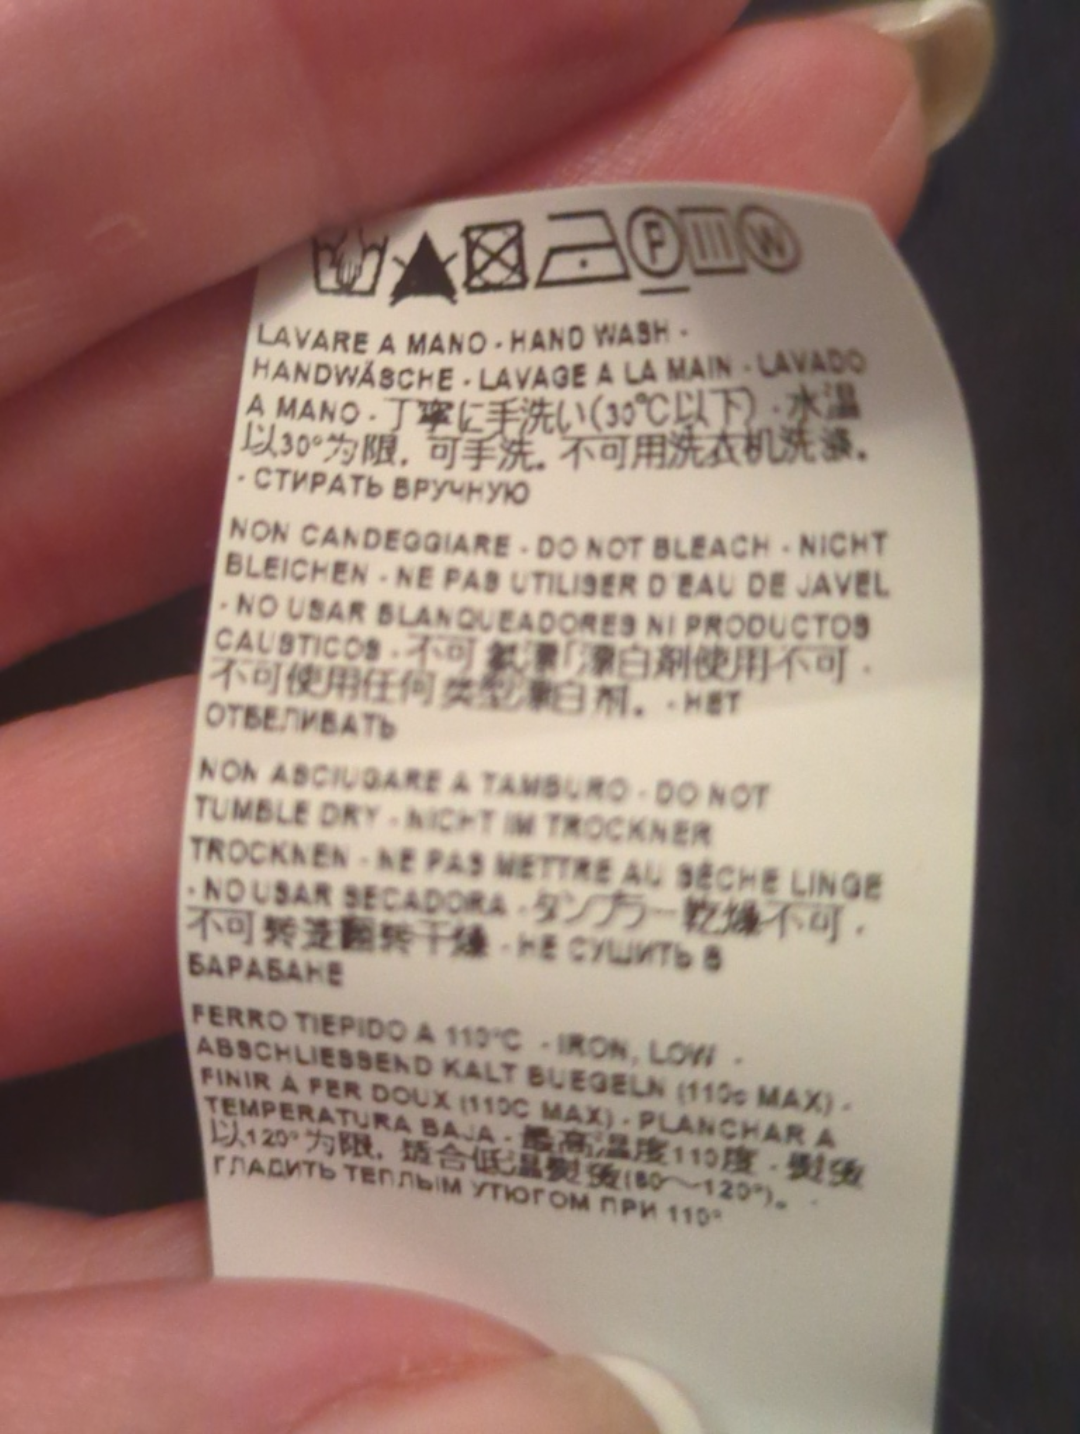 P W
LAVARE A MANO - HAND WASH -
HANDWÄSCHE - LAVAGE A LA MAIN - LAVADO
A MANO - 丁寧に手洗い(30°C以下) - 水温
以30°为限, 可手洗。不可用洗衣机洗涤。
- СТИРАТЬ ВРУЧНУЮ
NON CANDEGGIARE - DO NOT BLEACH - NICHT
BLEICHEN - NE PAS UTILISER D'EAU DE JAVEL
- NO USAR BLANQUEADORES NI PRODUCTOS
CAUSTICOS - 不可 漂白剤使用不可 -
不可使用任何类型漂白剂。 - НЕТ
ОТБЕЛИВАТЬ
NON ASCIUGARE A TAMBURO - DO NOT
TUMBLE DRY - NICHT IM TROCKNER
TROCKNEN - NE PAS METTRE AU SÈCHE LINGE
- NO USAR SECADORA - タンブラー乾燥不可 -
不可转笼翻转干燥 - НЕ СУШИТЬ В
БАРАБАНЕ
FERRO TIEPIDO A 110°C - IRON, LOW -
ABSCHLIESSEND KALT BUEGELN (110c MAX) -
FINIR A FER DOUX (110C MAX) - PLANCHAR A
TEMPERATURA BAJA - 最高温度110度 - 熨烫
以120°为限, 适合低温熨烫(80～120°)。 -
ГЛАДИТЬ ТЕПЛЫМ УТЮГОМ ПРИ 110°